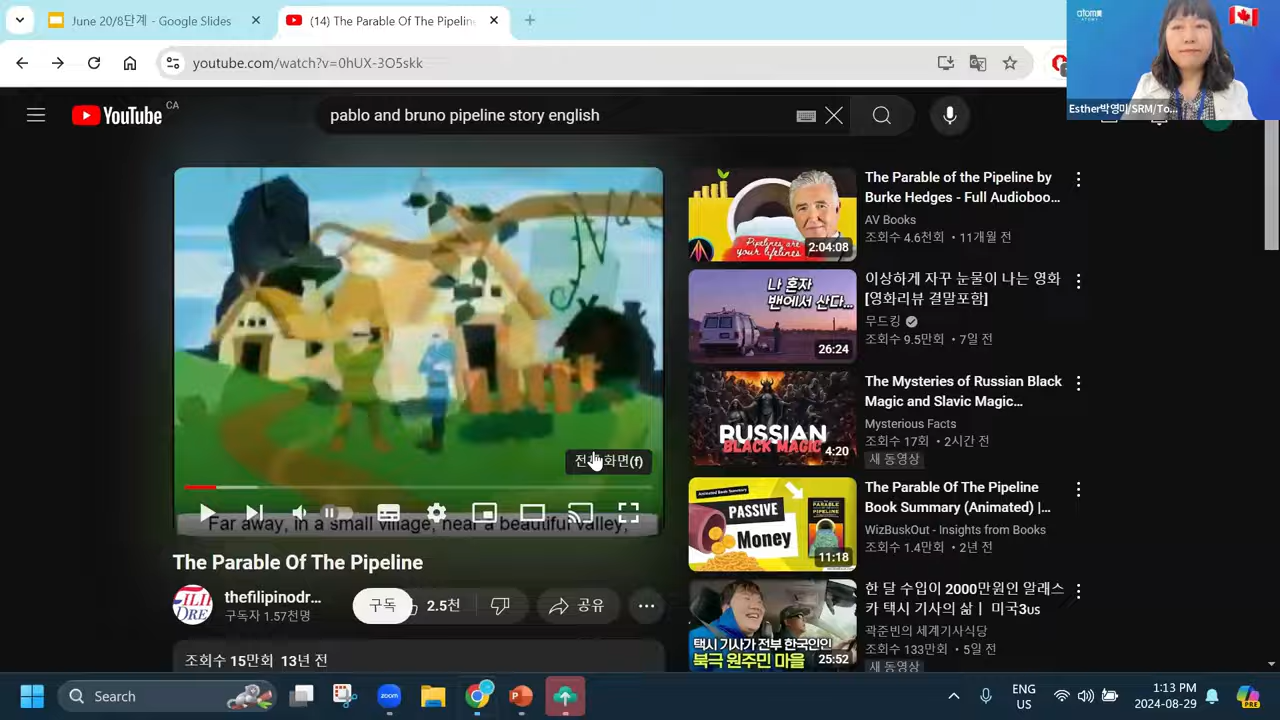 June 20/8단계 - Google Slides
(14) The Parable Of The Pipelin
youtube.com/watch?v=0hUX-3O5skk
atomy
Esther박영미/SRM/To...
YouTube CA
pablo and bruno pipeline story english
전체화면(f)
Far away, in a small village, near a beautiful valley,
The Parable Of The Pipeline
thefilipinodr...
구독자 1.57천명
구독
2.5천
공유
조회수 15만회 13년 전
Pipelines are
your lifelines
2:04:08
The Parable of the Pipeline by
Burke Hedges - Full Audioboo...
AV Books
조회수 4.6천회 • 11개월 전
나 혼자
밴에서 산다...
26:24
이상하게 자꾸 눈물이 나는 영화
[영화리뷰 결말포함]
무드킹
조회수 9.5만회 • 7일 전
RUSSIAN
BLACK MAGIC
4:20
The Mysteries of Russian Black
Magic and Slavic Magic...
Mysterious Facts
조회수 17회 • 2시간 전
새 동영상
PASSIVE
Money
11:18
The Parable Of The Pipeline
Book Summary (Animated) |...
WizBuskOut - Insights from Books
조회수 1.4만회 • 2년 전
택시 기사가 전부 한국인인
북극 원주민 마을
25:52
한 달 수입이 2000만원인 알래스
카 택시 기사의 삶ㅣ 미국3us
곽준빈의 세계기사식당
조회수 133만회 • 5일 전
새 동영상
Search
zoom
ENG
US
1:13 PM
2024-08-29
PRE